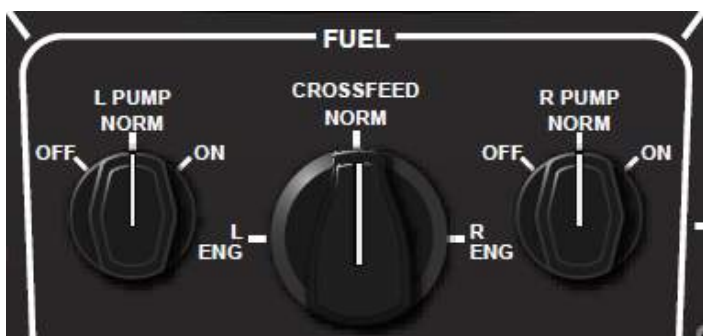 FUEL
L PUMP
NORM
OFF
ON
CROSSFEED
NORM
L
ENG
R
ENG
R PUMP
NORM
OFF
ON